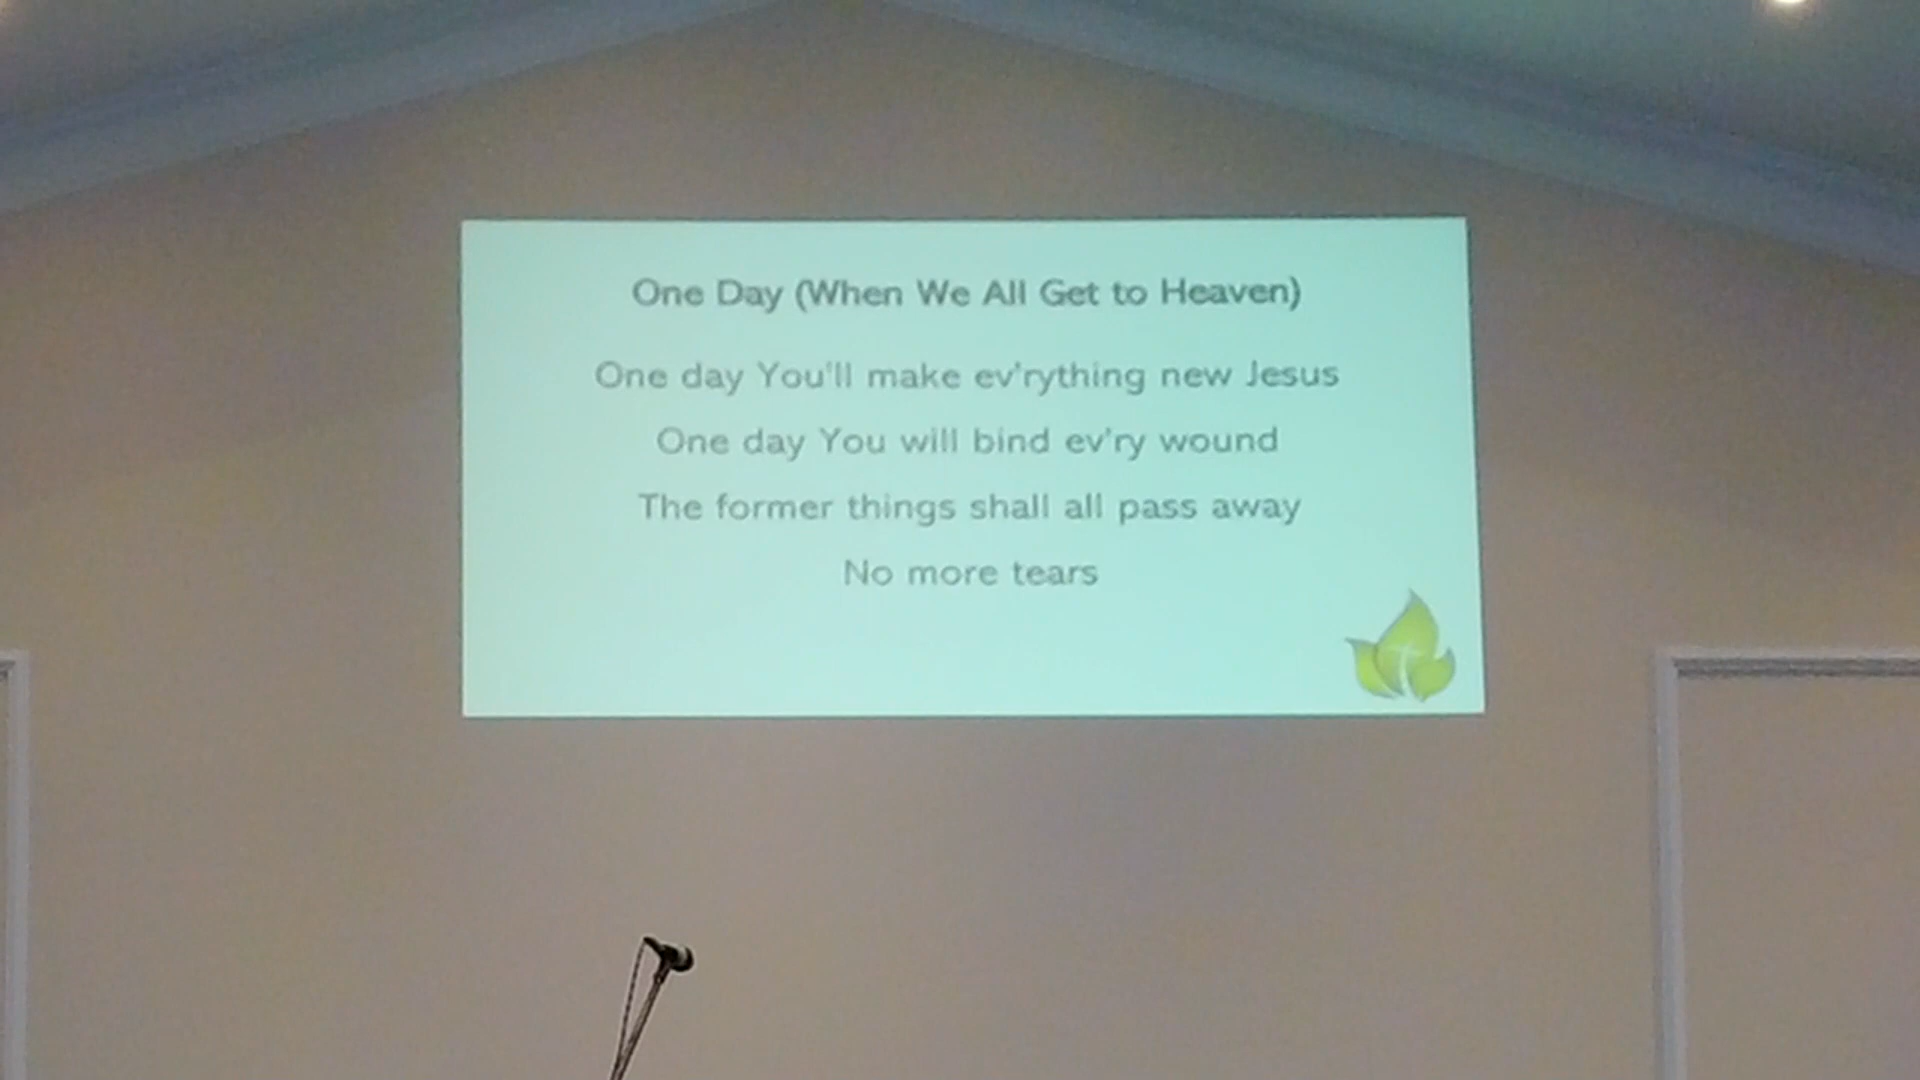 One Day (When We All Get to Heaven)
One day You'll make ev'rything new Jesus
One day You will bind ev'ry wound
The former things shall all pass away
No more tears